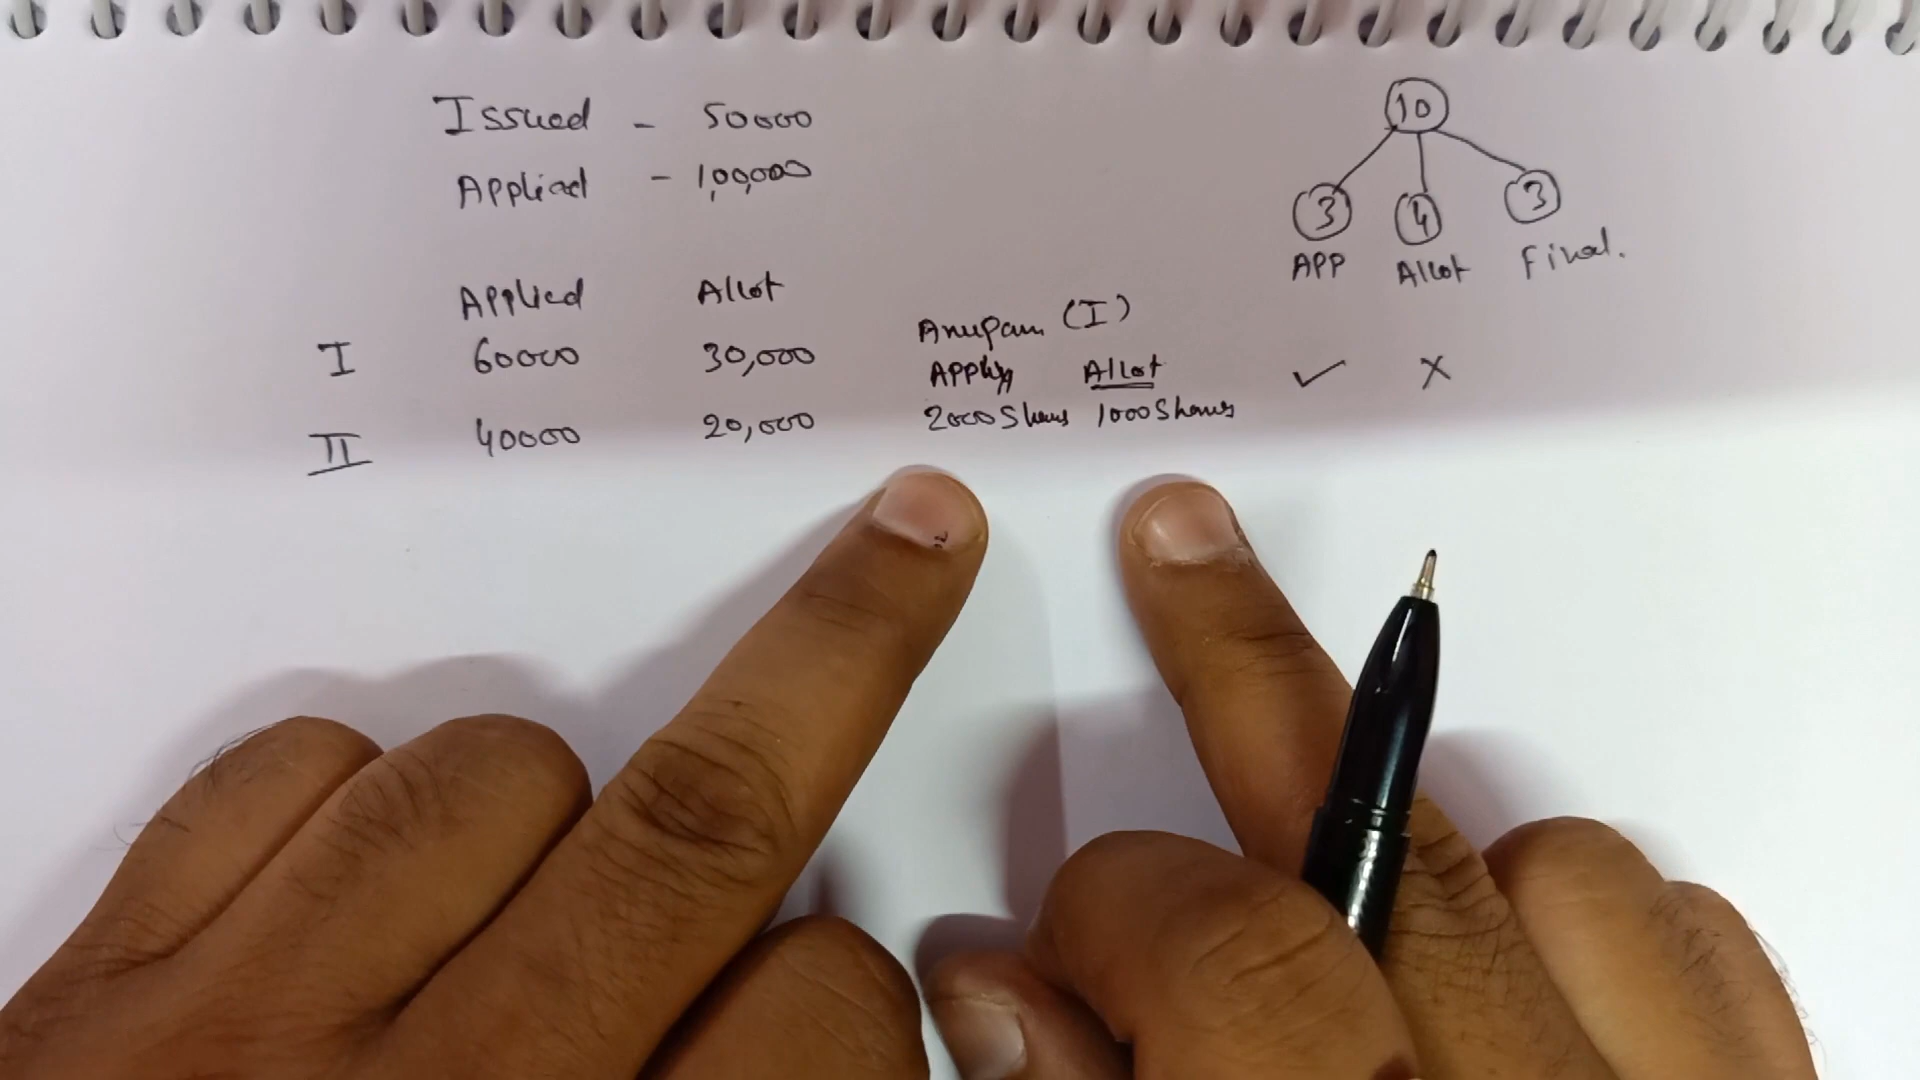 Issued - 50000
Applied - 1,00,000
10
3 4 3
APP Allot Final.
Applied Allot
I 60000 30,000
II 40000 20,000
Anupam (I)
Apply Allot ✓ X
2000 Shares 1000 Shares